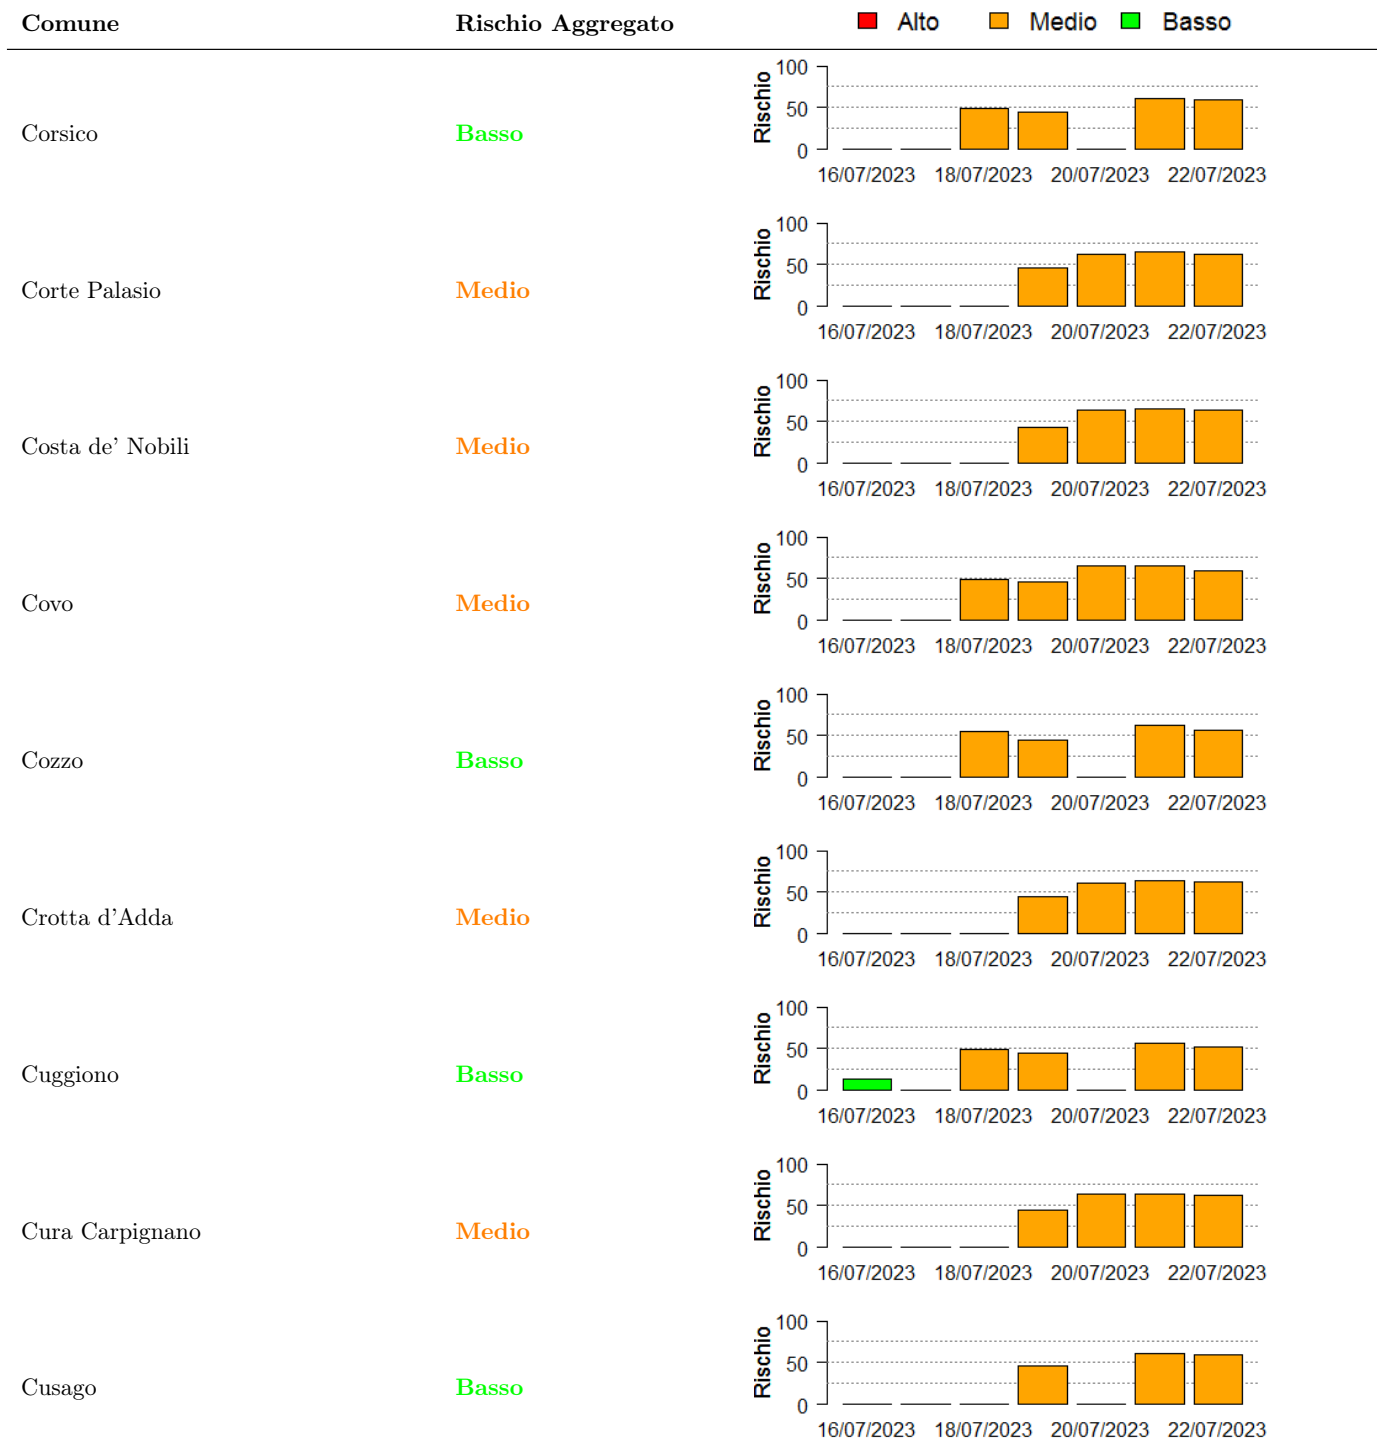 Comune Rischio Aggregato Alto Medio Basso
100
50
0
Rischio
Corsico Basso
16/07/2023 18/07/2023 20/07/2023 22/07/2023
100
50
0
Rischio
Corte Palasio Medio
16/07/2023 18/07/2023 20/07/2023 22/07/2023
100
50
0
Rischio
Costa de’ Nobili Medio
16/07/2023 18/07/2023 20/07/2023 22/07/2023
100
50
0
Rischio
Covo Medio
16/07/2023 18/07/2023 20/07/2023 22/07/2023
100
50
0
Rischio
Cozzo Basso
16/07/2023 18/07/2023 20/07/2023 22/07/2023
100
50
0
Rischio
Crotta d’Adda Medio
16/07/2023 18/07/2023 20/07/2023 22/07/2023
100
50
0
Rischio
Cuggiono Basso
16/07/2023 18/07/2023 20/07/2023 22/07/2023
100
50
0
Rischio
Cura Carpignano Medio
16/07/2023 18/07/2023 20/07/2023 22/07/2023
100
50
0
Rischio
Cusago Basso
16/07/2023 18/07/2023 20/07/2023 22/07/2023